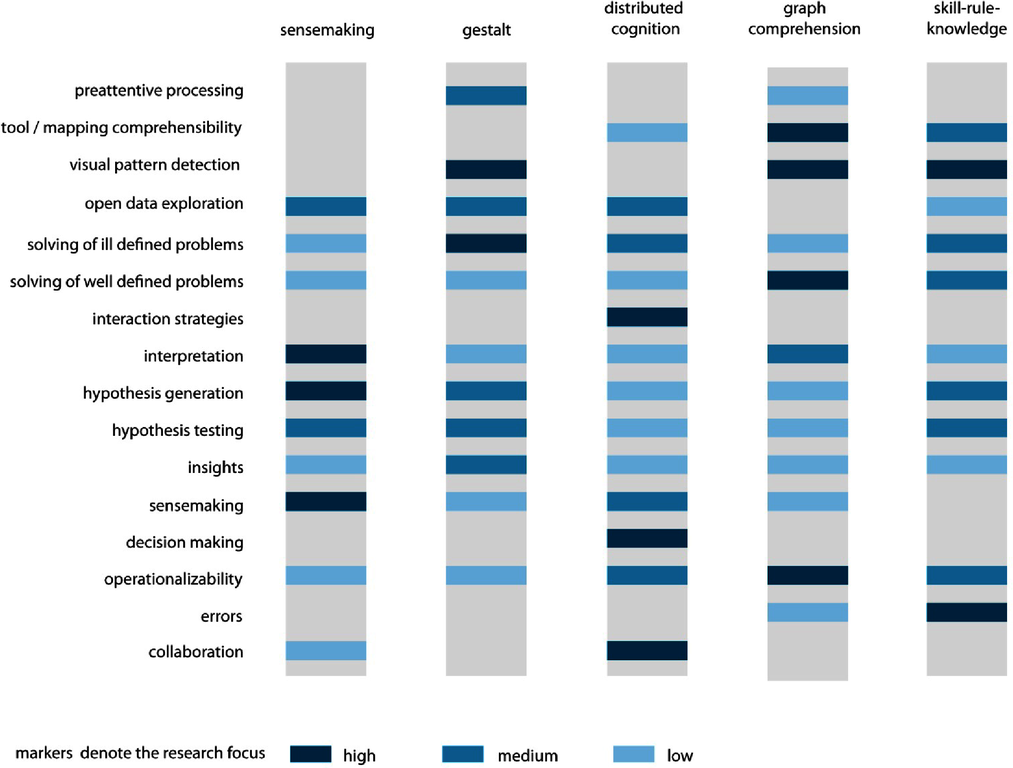 sensemaking
gestalt
distributed
cognition
graph
comprehension
skill-rule-
knowledge
preattentive processing
tool / mapping comprehensibility
visual pattern detection
open data exploration
solving of ill defined problems
solving of well defined problems
interaction strategies
interpretation
hypothesis generation
hypothesis testing
insights
sensemaking
decision making
operationalizability
errors
collaboration
markers denote the research focus
high
medium
low